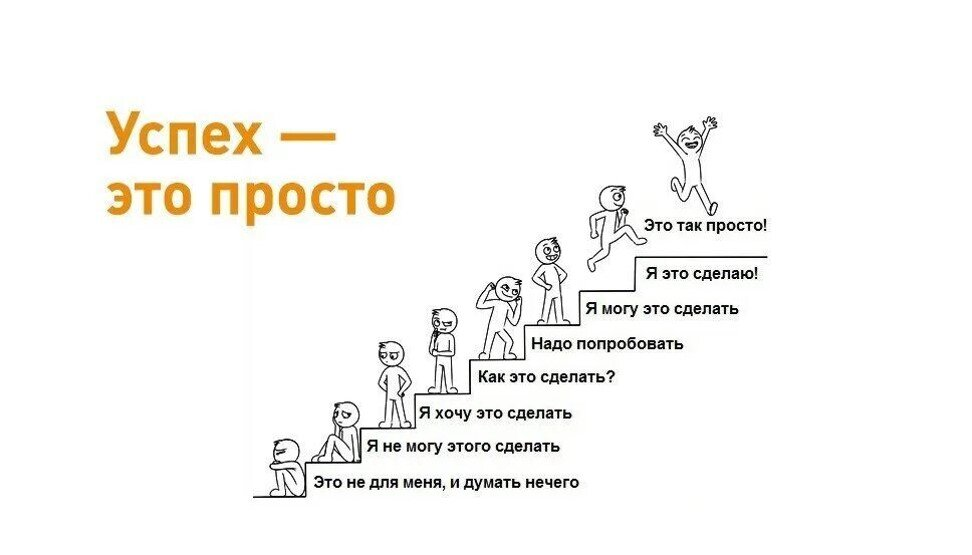 Успех —
это просто
Это так просто!
Я это сделаю!
Я могу это сделать
Надо попробовать
Как это сделать?
Я хочу это сделать
Я не могу этого сделать
Это не для меня, и думать нечего